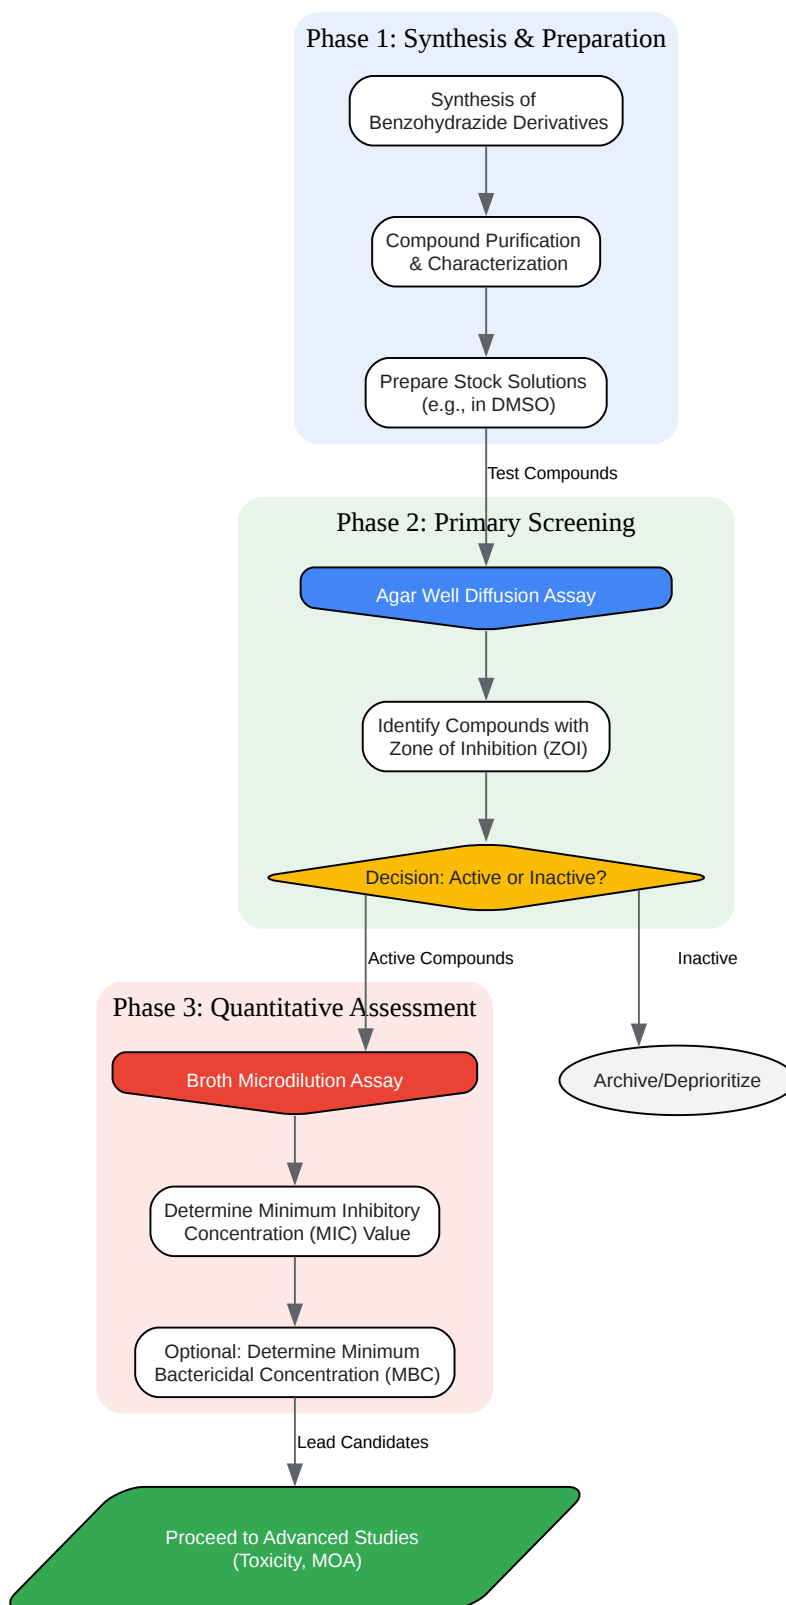 Phase 1: Synthesis & Preparation
Synthesis of
Benzohydrazide Derivatives
Compound Purification
& Characterization
Prepare Stock Solutions
(e.g., in DMSO)
Test Compounds
Phase 2: Primary Screening
Agar Well Diffusion Assay
Identify Compounds with
Zone of Inhibition (ZOI)
Decision: Active or Inactive?
Active Compounds
Inactive
Phase 3: Quantitative Assessment
Broth Microdilution Assay
Archive/Deprioritize
Determine Minimum Inhibitory
Concentration (MIC) Value
Optional: Determine Minimum
Bactericidal Concentration (MBC)
Lead Candidates
Proceed to Advanced Studies
(Toxicity, MOA)